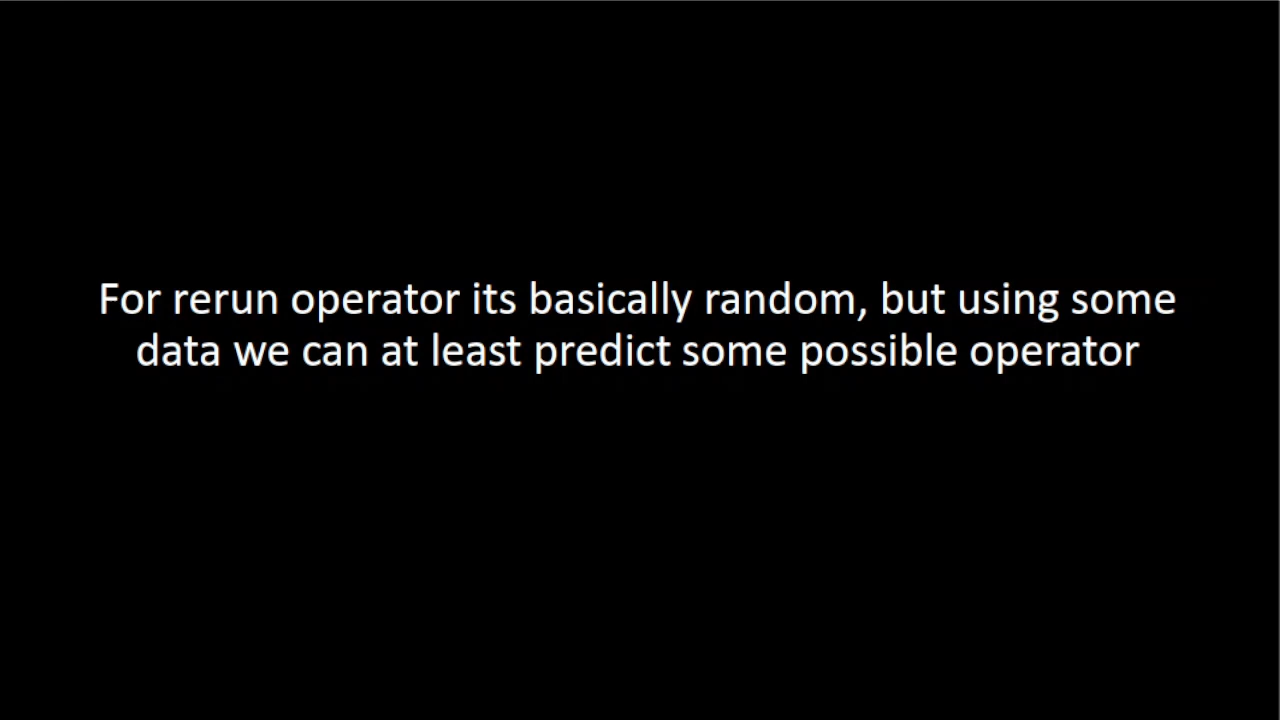 For rerun operator its basically random, but using some
data we can at least predict some possible operator